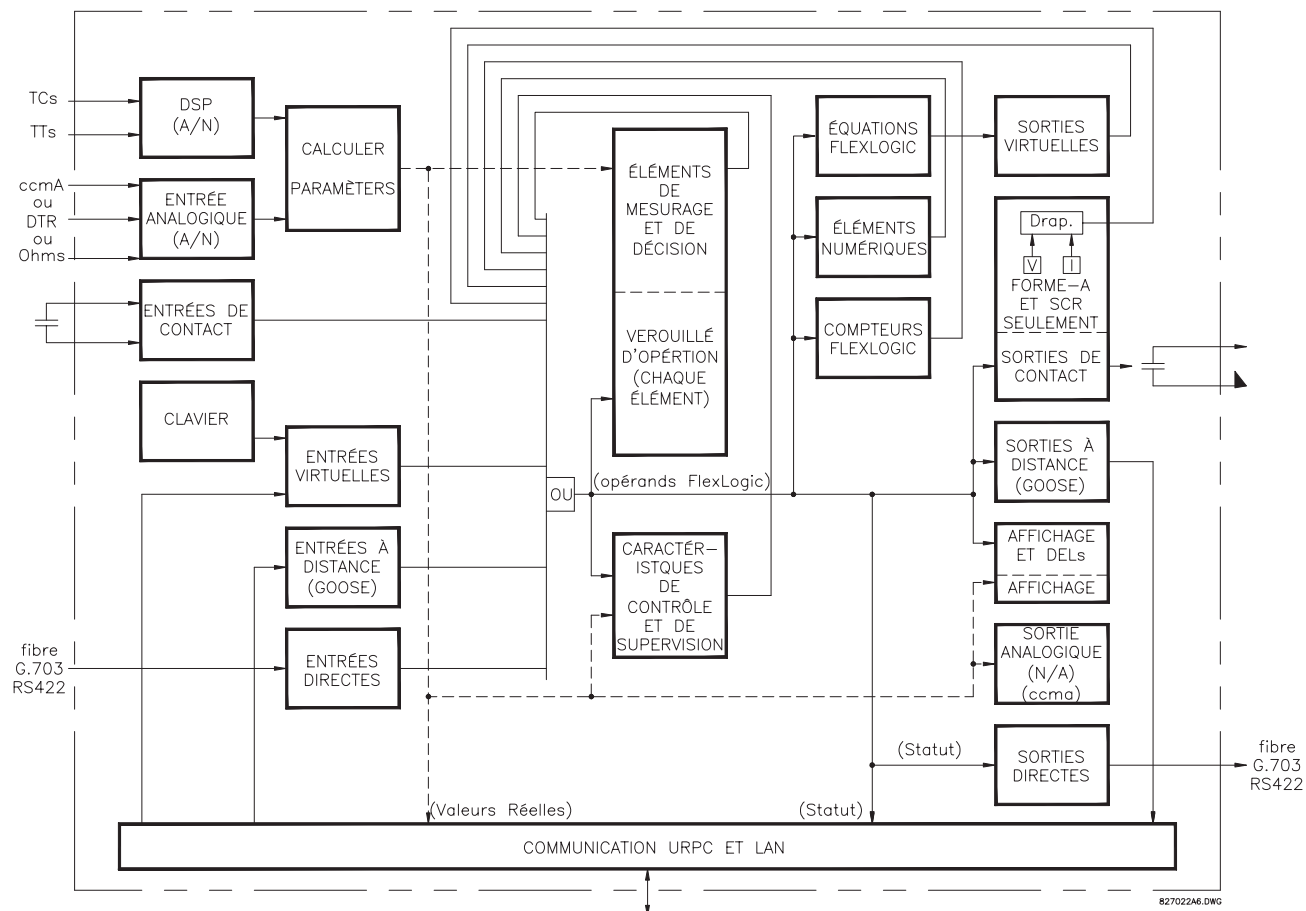 TCs
TTs
DSP
(A/N)
CALCULER
PARAMÈTERS
ccmA
ou
DTR
ou
Ohms
ENTRÉE
ANALOGIQUE
(A/N)
ENTRÉES DE
CONTACT
CLAVIER
ENTRÉES
VIRTUELLES
ENTRÉES À
DISTANCE
(GOOSE)
fibre
G.703
RS422
ENTRÉES
DIRECTES
OU
(opérands FlexLogic)
ÉLÉMENTS
DE
MESURAGE
ET DE
DÉCISION
VEROUILLÉ
D'OPÉRTION
(CHAQUE
ÉLÉMENT)
CARACTÉR-
ISTQUES
DE
CONTRÔLE
ET DE
SUPERVISION
ÉQUATIONS
FLEXLOGIC
ÉLÉMENTS
NUMÉRIQUES
COMPTEURS
FLEXLOGIC
SORTIES
VIRTUELLES
Drap.
V I
FORME-A
ET SCR
SEULEMENT
SORTIES DE
CONTACT
SORTIES À
DISTANCE
(GOOSE)
AFFICHAGE
ET DELs
AFFICHAGE
SORTIE
ANALOGIQUE
(N/A)
(ccma)
(Statut)
SORTIES
DIRECTES
fibre
G.703
RS422
(Valeurs Réelles)
(Statut)
COMMUNICATION URPC ET LAN
827022A6.DWG